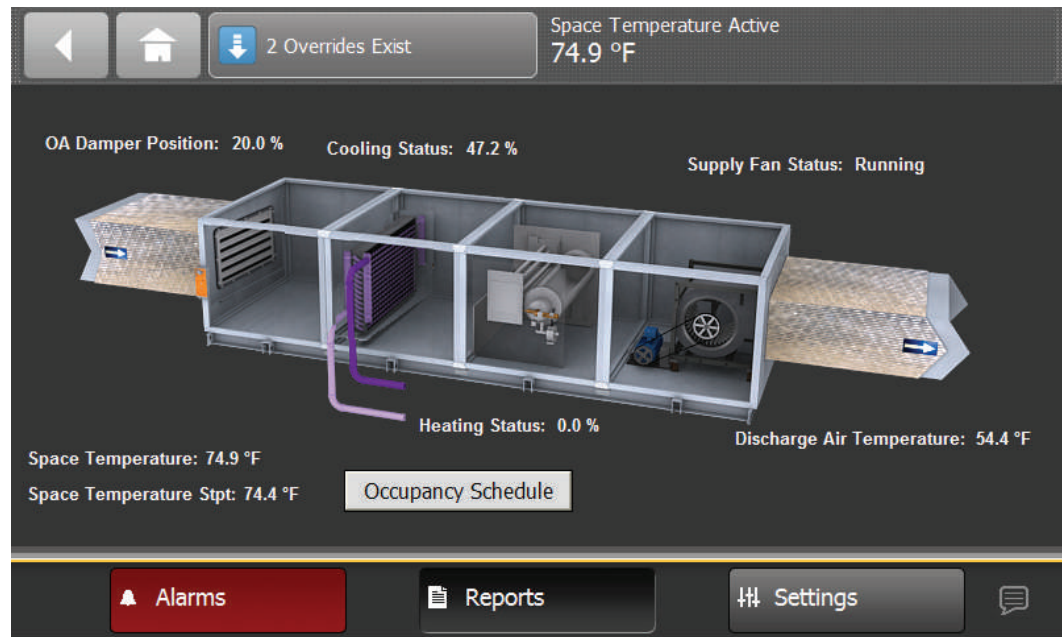 2 Overrides Exist
Space Temperature Active
74.9 °F
OA Damper Position: 20.0 %
Cooling Status: 47.2 %
Supply Fan Status: Running
Heating Status: 0.0 %
Discharge Air Temperature: 54.4 °F
Space Temperature: 74.9 °F
Space Temperature Stpt: 74.4 °F
Occupancy Schedule
Alarms
Reports
Settings